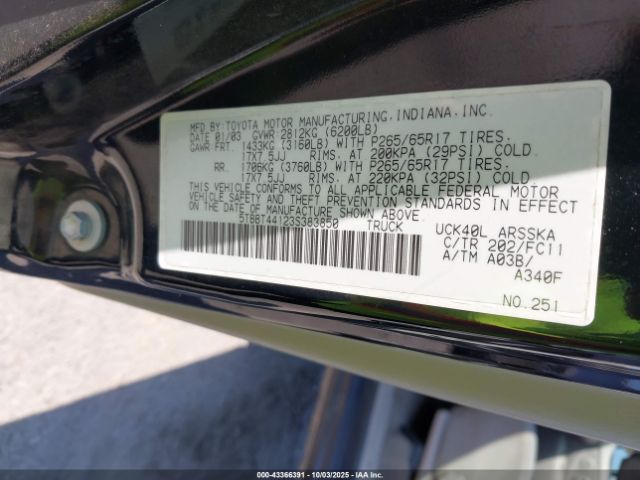 MFD.BY:TOYOTA MOTOR MANUFACTURING.INDIANA.INC.
DATE 01/03 GVWR 2812KG (6200LB)
GAWR:FRT. 1433KG (3160LB) WITH P265/65R17 TIRES.
17X7.5JJ RIMS. AT 200KPA (29PSI) COLD.
RR. 1706KG (3760LB) WITH P265/65R17 TIRES.
17X7.5JJ RIMS. AT 220KPA (32PSI) COLD.
THIS VEHICLE CONFORMS TO ALL APPLICABLE FEDERAL MOTOR
VEHICLE SAFETY AND THEFT PREVENTION STANDARDS IN EFFECT
ON THE DATE OF MANUFACTURE SHOWN ABOVE.
5TBBT44123S383850 TRUCK
UCK40L ARSSKA
C/TR 202/FC11
A/TM A03B/
A340F
NO.251
000-43366391 - 10/03/2025 - IAAI.COM